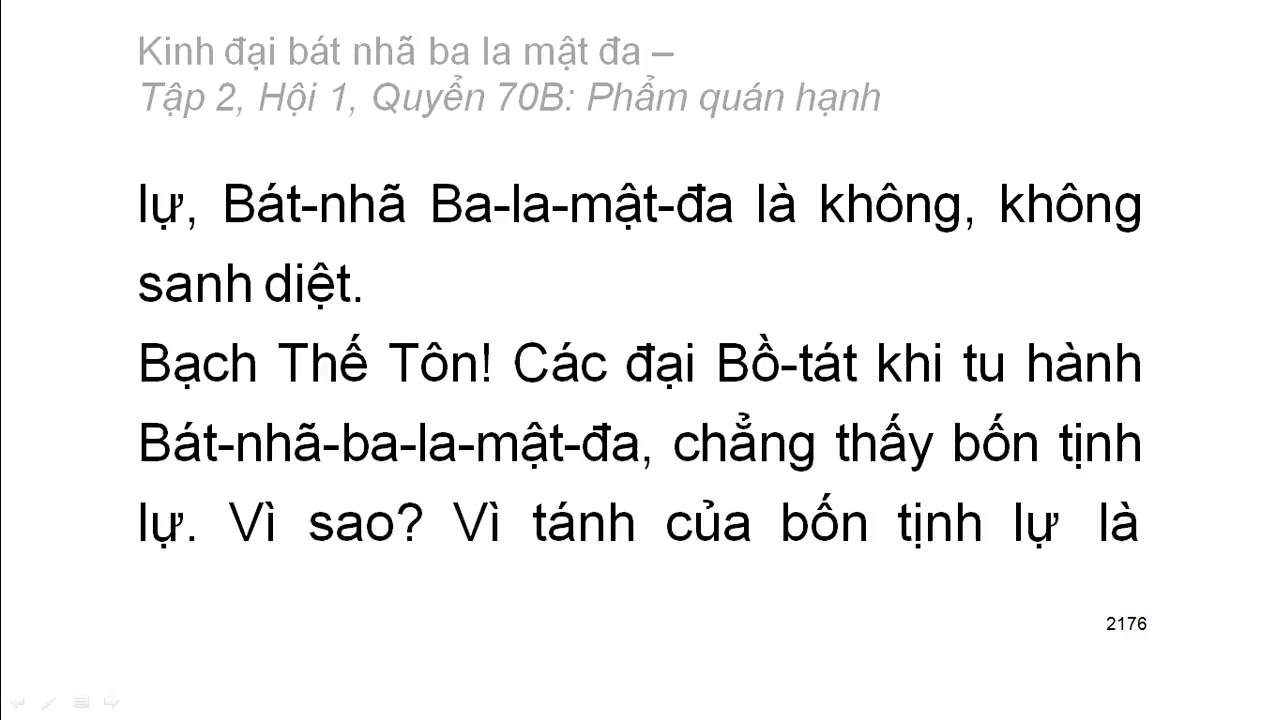 Kinh đại bát nhã ba la mật đa –
Tập 2, Hội 1, Quyển 70B: Phẩm quán hạnh
lự, Bát-nhã Ba-la-mật-đa là không, không
sanh diệt.
Bạch Thế Tôn! Các đại Bồ-tát khi tu hành
Bát-nhã-ba-la-mật-đa, chẳng thấy bốn tịnh
lự. Vì sao? Vì tánh của bốn tịnh lự là
2176